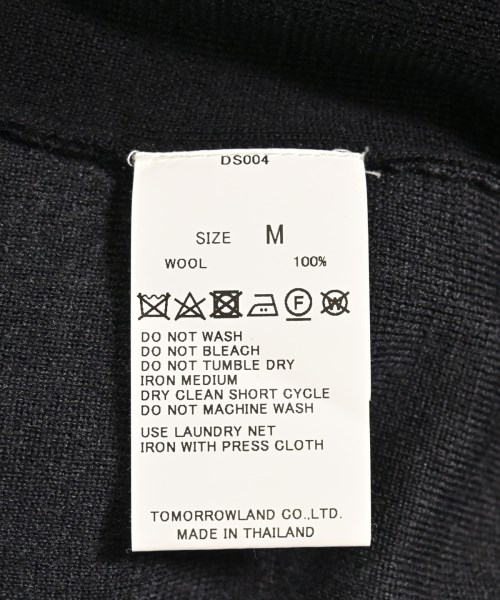 DS004
SIZE M
WOOL 100%
F W
DO NOT WASH
DO NOT BLEACH
DO NOT TUMBLE DRY
IRON MEDIUM
DRY CLEAN SHORT CYCLE
DO NOT MACHINE WASH
USE LAUNDRY NET
IRON WITH PRESS CLOTH
TOMORROWLAND CO.,LTD.
MADE IN THAILAND